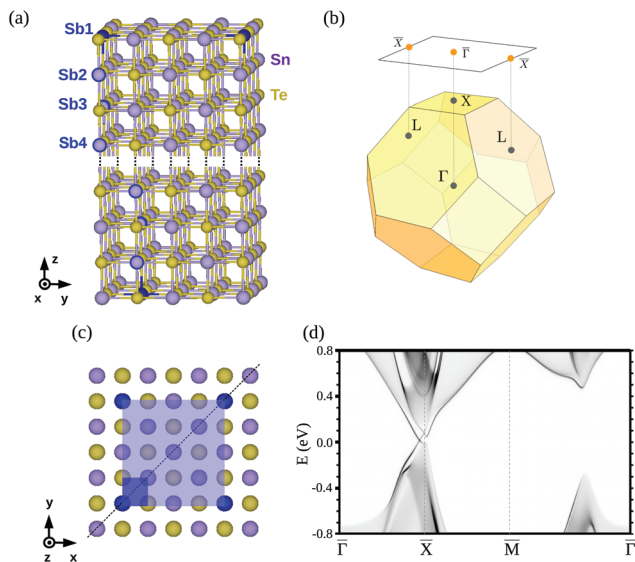 (a)
(b)
Sb1
Sb2
Sb3
Sb4
Sn
Te
z
x
y
X̅
Γ̅
X̅
X
L
L
Γ
(c)
(d)
y
z
x
E (eV)
0.8
0.4
0.0
-0.4
-0.8
Γ̅
X̅
M̅
Γ̅